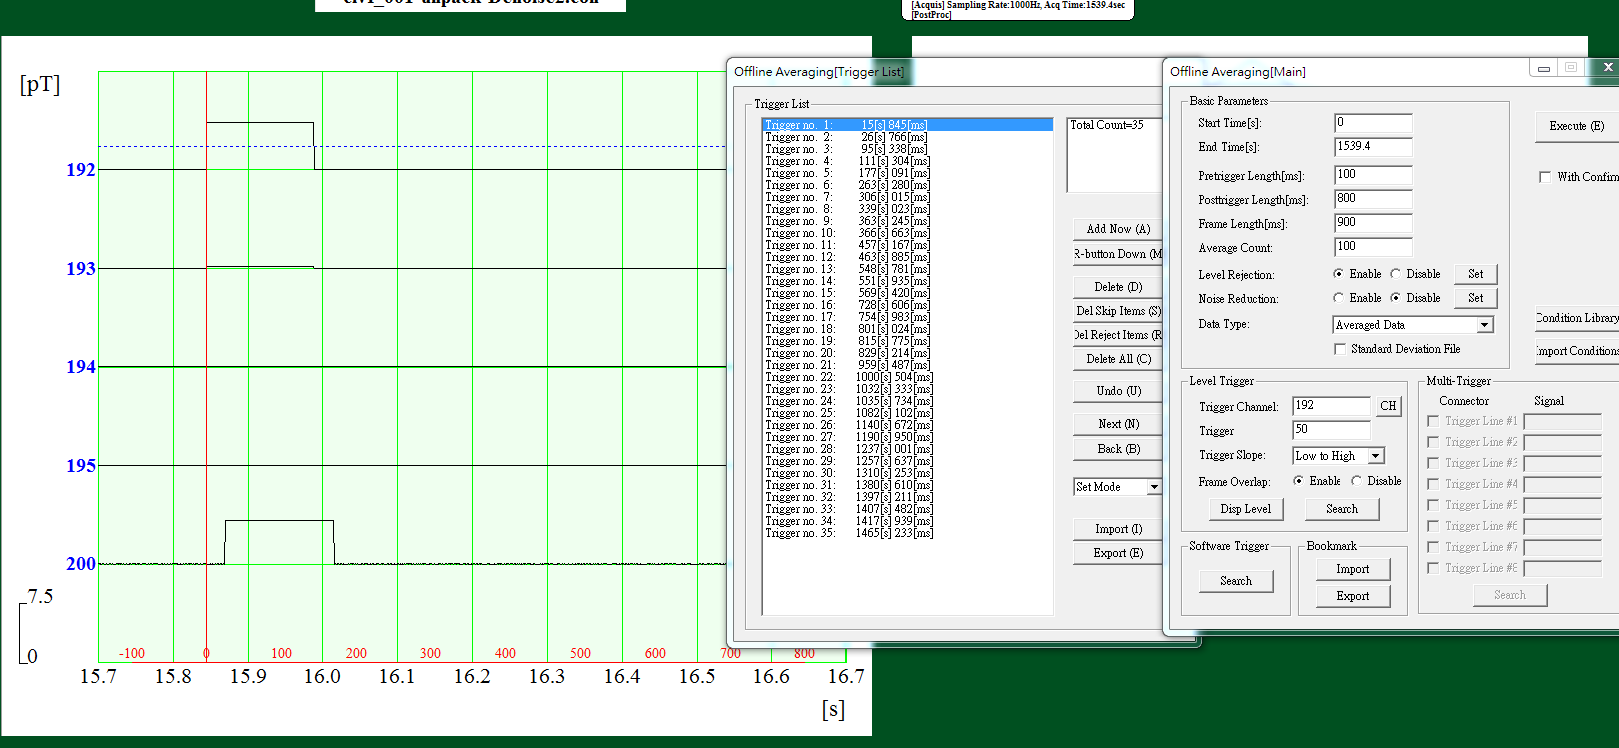 [Acquis] Sampling Rate:1000Hz, Acq Time:1539.4sec
[PostProc]
[pT]
192
193
194
195
200
7.5
0
-100 0 100 200 300 400 500 600 700 800
15.7 15.8 15.9 16.0 16.1 16.2 16.3 16.4 16.5 16.6 16.7
[s]
Offline Averaging[Trigger List]
Trigger List
Trigger no. 1: 15[s] 845[ms]
Trigger no. 2: 26[s] 766[ms]
Trigger no. 3: 95[s] 338[ms]
Trigger no. 4: 111[s] 304[ms]
Trigger no. 5: 177[s] 091[ms]
Trigger no. 6: 263[s] 280[ms]
Trigger no. 7: 306[s] 015[ms]
Trigger no. 8: 339[s] 023[ms]
Trigger no. 9: 363[s] 245[ms]
Trigger no. 10: 366[s] 663[ms]
Trigger no. 11: 457[s] 167[ms]
Trigger no. 12: 463[s] 885[ms]
Trigger no. 13: 548[s] 781[ms]
Trigger no. 14: 551[s] 935[ms]
Trigger no. 15: 569[s] 420[ms]
Trigger no. 16: 728[s] 606[ms]
Trigger no. 17: 754[s] 983[ms]
Trigger no. 18: 801[s] 024[ms]
Trigger no. 19: 815[s] 775[ms]
Trigger no. 20: 829[s] 214[ms]
Trigger no. 21: 959[s] 487[ms]
Trigger no. 22: 1000[s] 504[ms]
Trigger no. 23: 1032[s] 333[ms]
Trigger no. 24: 1035[s] 734[ms]
Trigger no. 25: 1082[s] 102[ms]
Trigger no. 26: 1140[s] 672[ms]
Trigger no. 27: 1190[s] 950[ms]
Trigger no. 28: 1237[s] 001[ms]
Trigger no. 29: 1257[s] 637[ms]
Trigger no. 30: 1310[s] 253[ms]
Trigger no. 31: 1380[s] 610[ms]
Trigger no. 32: 1397[s] 211[ms]
Trigger no. 33: 1407[s] 482[ms]
Trigger no. 34: 1417[s] 939[ms]
Trigger no. 35: 1465[s] 233[ms]
Total Count=35
Add Now (A)
R-button Down (M
Delete (D)
Del Skip Items (S)
Del Reject Items (R
Delete All (C)
Undo (U)
Next (N)
Back (B)
Set Mode
Import (I)
Export (E)
Offline Averaging[Main]
Basic Parameters
Start Time[s]: 0
End Time[s]: 1539.4
Pretrigger Length[ms]: 100
Posttrigger Length[ms]: 800
Frame Length[ms]: 900
Average Count: 100
Level Rejection: Enable Disable Set
Noise Reduction: Enable Disable Set
Data Type: Averaged Data
Standard Deviation File
Execute (E)
With Confirm
Condition Library
Import Conditions
Level Trigger
Trigger Channel: 192 CH
Trigger 50
Trigger Slope: Low to High
Frame Overlap: Enable Disable
Disp Level Search
Software Trigger
Search
Bookmark
Import
Export
Multi-Trigger
Connector Signal
Trigger Line #1
Trigger Line #2
Trigger Line #3
Trigger Line #4
Trigger Line #5
Trigger Line #6
Trigger Line #7
Trigger Line #8
Search